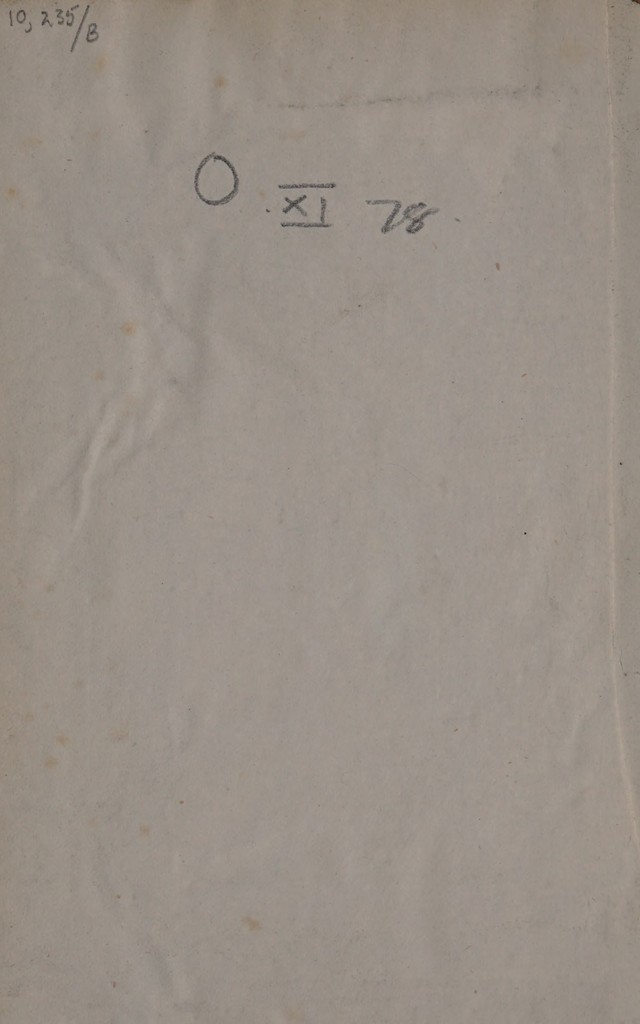 10,235/B
O . XI 78.